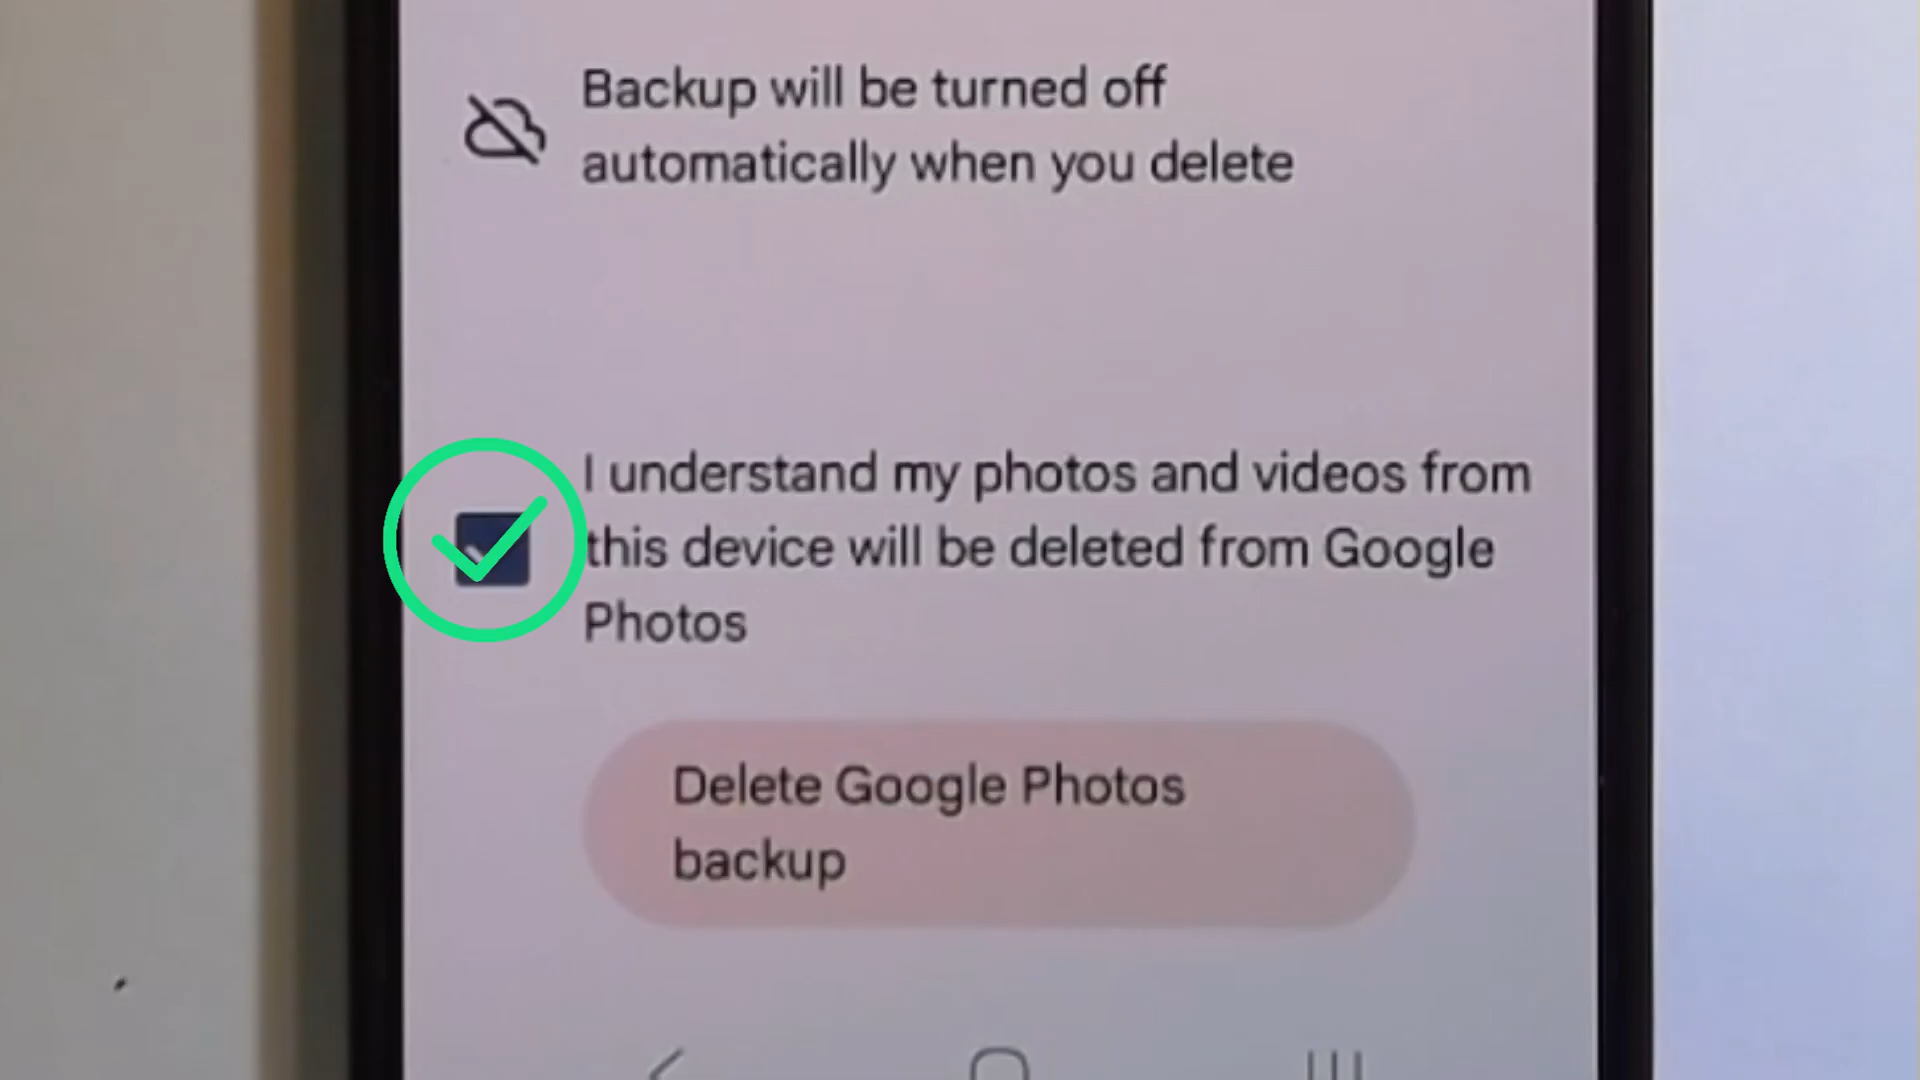 Backup will be turned off
automatically when you delete
I understand my photos and videos from
this device will be deleted from Google
Photos
Delete Google Photos
backup